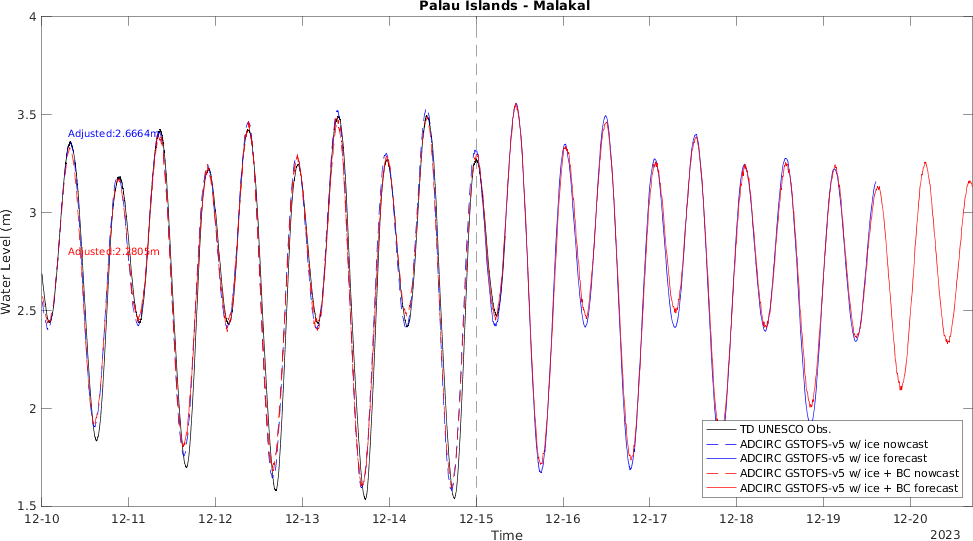 Palau Islands - Malakal
4
3.5
3
2.5
2
1.5
Water Level (m)
Adjusted:2.6664m
Adjusted:2.2805m
TD UNESCO Obs.
ADCIRC GSTOFS-v5 w/ ice nowcast
ADCIRC GSTOFS-v5 w/ ice forecast
ADCIRC GSTOFS-v5 w/ ice + BC nowcast
ADCIRC GSTOFS-v5 w/ ice + BC forecast
12-10 12-11 12-12 12-13 12-14 12-15 12-16 12-17 12-18 12-19 12-20
Time
2023